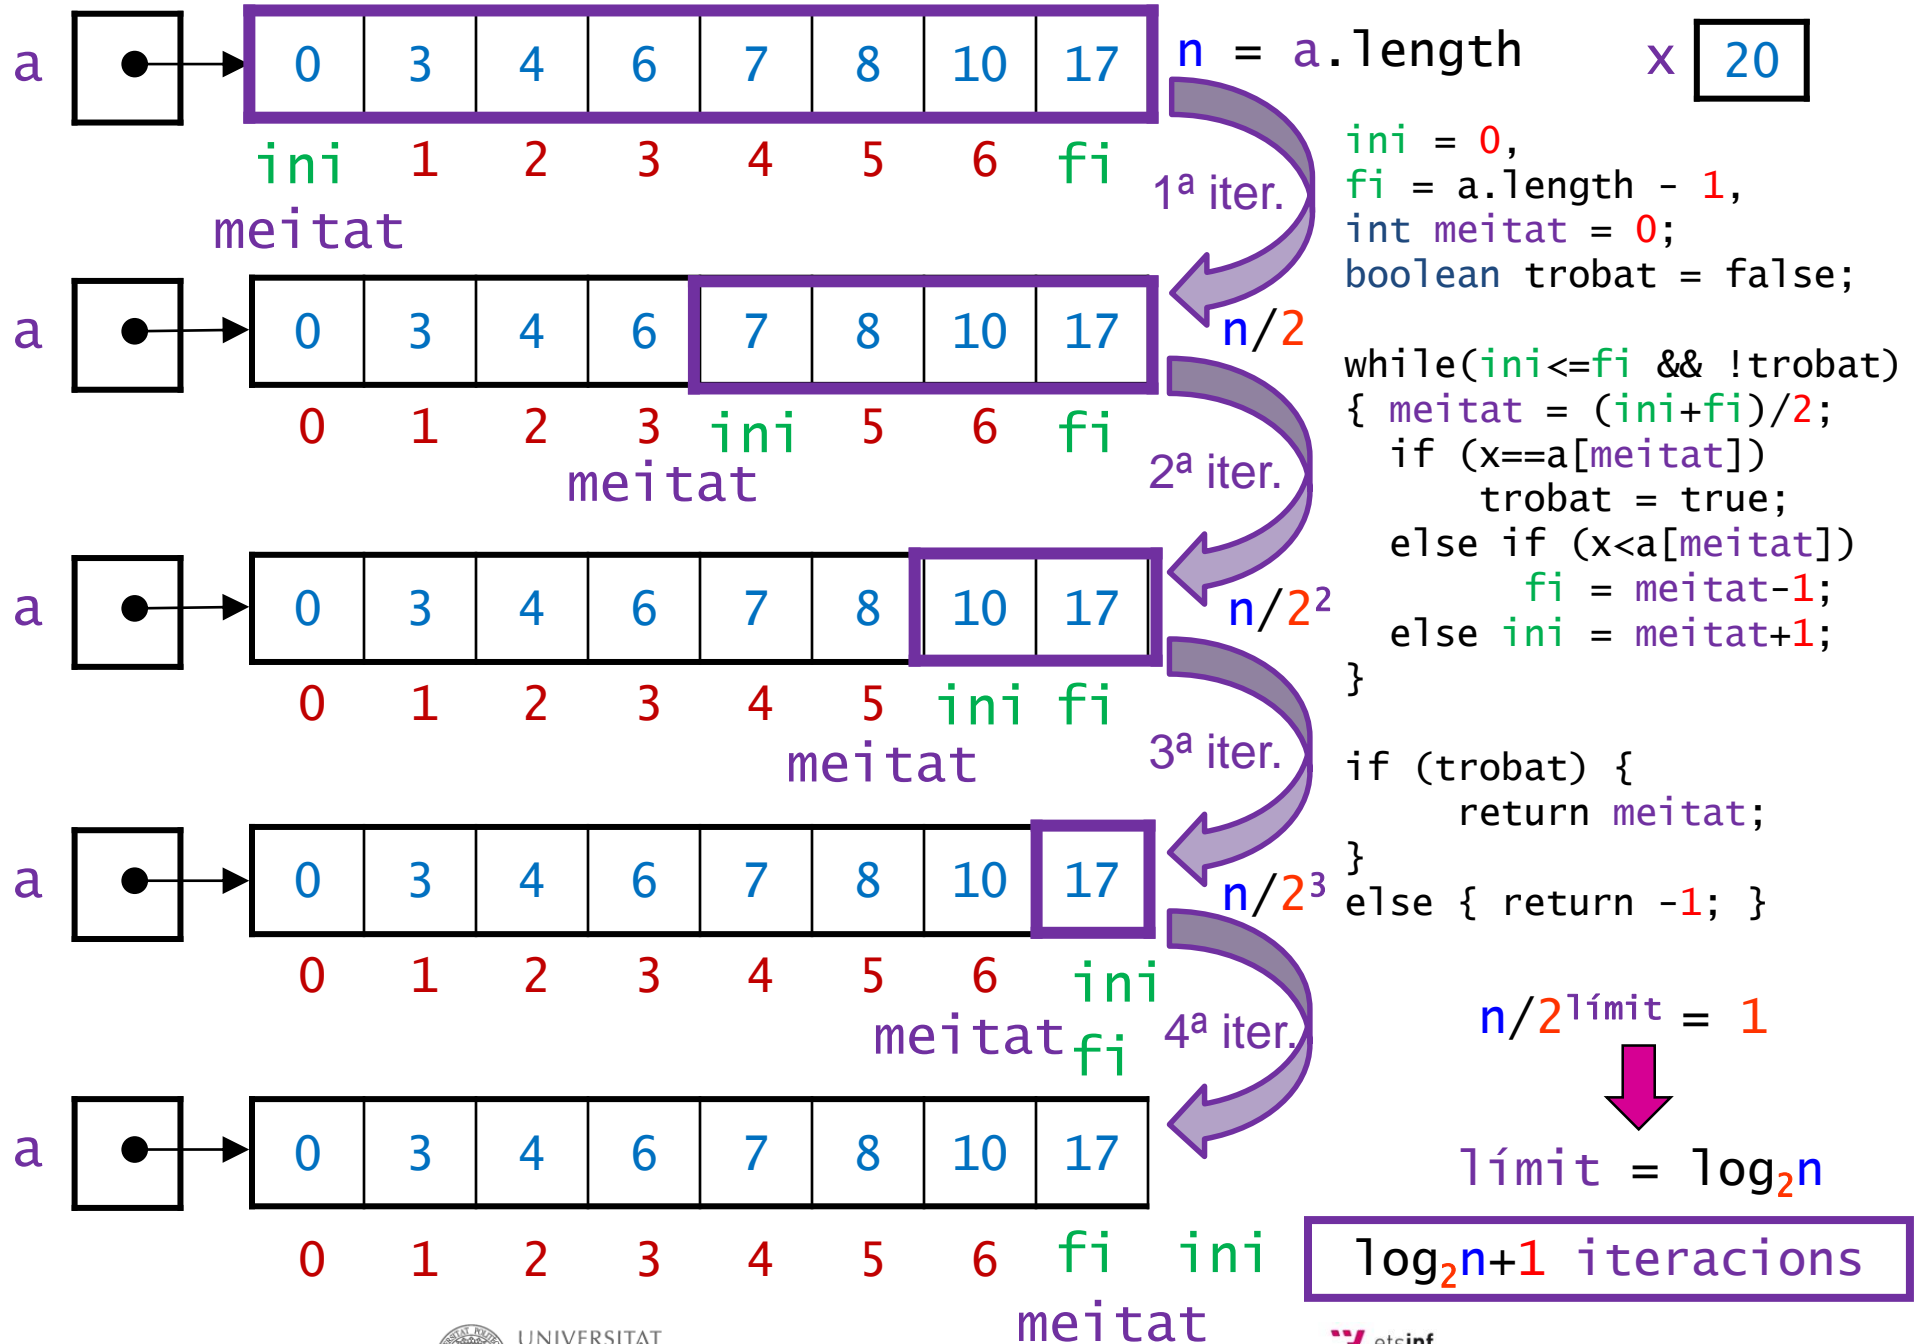 a 0 3 4 6 7 8 10 17 n = a.length x 20
ini 1 2 3 4 5 6 fi
meitat
1ª iter.
ini = 0,
fi = a.length - 1,
int meitat = 0;
boolean trobat = false;
a 0 3 4 6 7 8 10 17 n/2
0 1 2 3 ini 5 6 fi
meitat
2ª iter.
while(ini<=fi && !trobat)
{ meitat = (ini+fi)/2;
if (x==a[meitat])
trobat = true;
else if (x<a[meitat])
fi = meitat-1;
else ini = meitat+1;
}
a 0 3 4 6 7 8 10 17 n/2²
0 1 2 3 4 5 ini fi
meitat
3ª iter.
if (trobat) {
return meitat;
}
else { return -1; }
a 0 3 4 6 7 8 10 17 n/2³
0 1 2 3 4 5 6 ini
meitat fi
4ª iter.
n/2^límit = 1
límit = log₂n
a 0 3 4 6 7 8 10 17
0 1 2 3 4 5 6 fi ini
meitat
log₂n+1 iteracions
UNIVERSITAT
etsinf